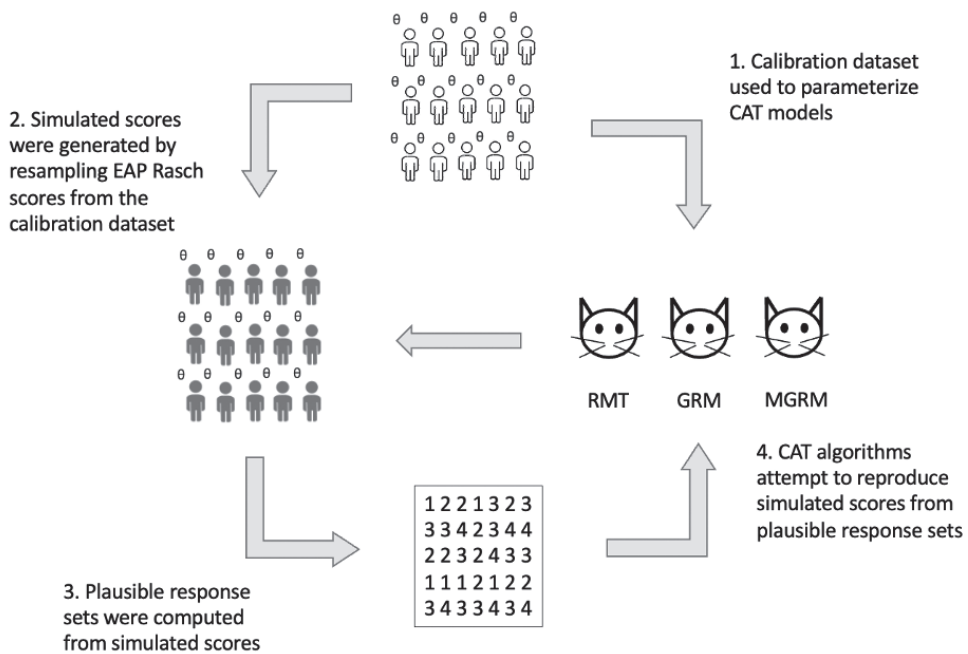 θ θ θ θ θ
θ θ θ θ θ
θ θ θ θ θ
1. Calibration dataset
used to parameterize
CAT models
2. Simulated scores
were generated by
resampling EAP Rasch
scores from the
calibration dataset
θ θ θ θ θ
θ θ θ θ θ
θ θ θ θ θ
RMT GRM MGRM
3. Plausible response
sets were computed
from simulated scores
1 2 2 1 3 2 3
3 3 4 2 3 4 4
2 2 3 2 4 3 3
1 1 1 2 1 2 2
3 4 3 3 4 3 4
4. CAT algorithms
attempt to reproduce
simulated scores from
plausible response sets